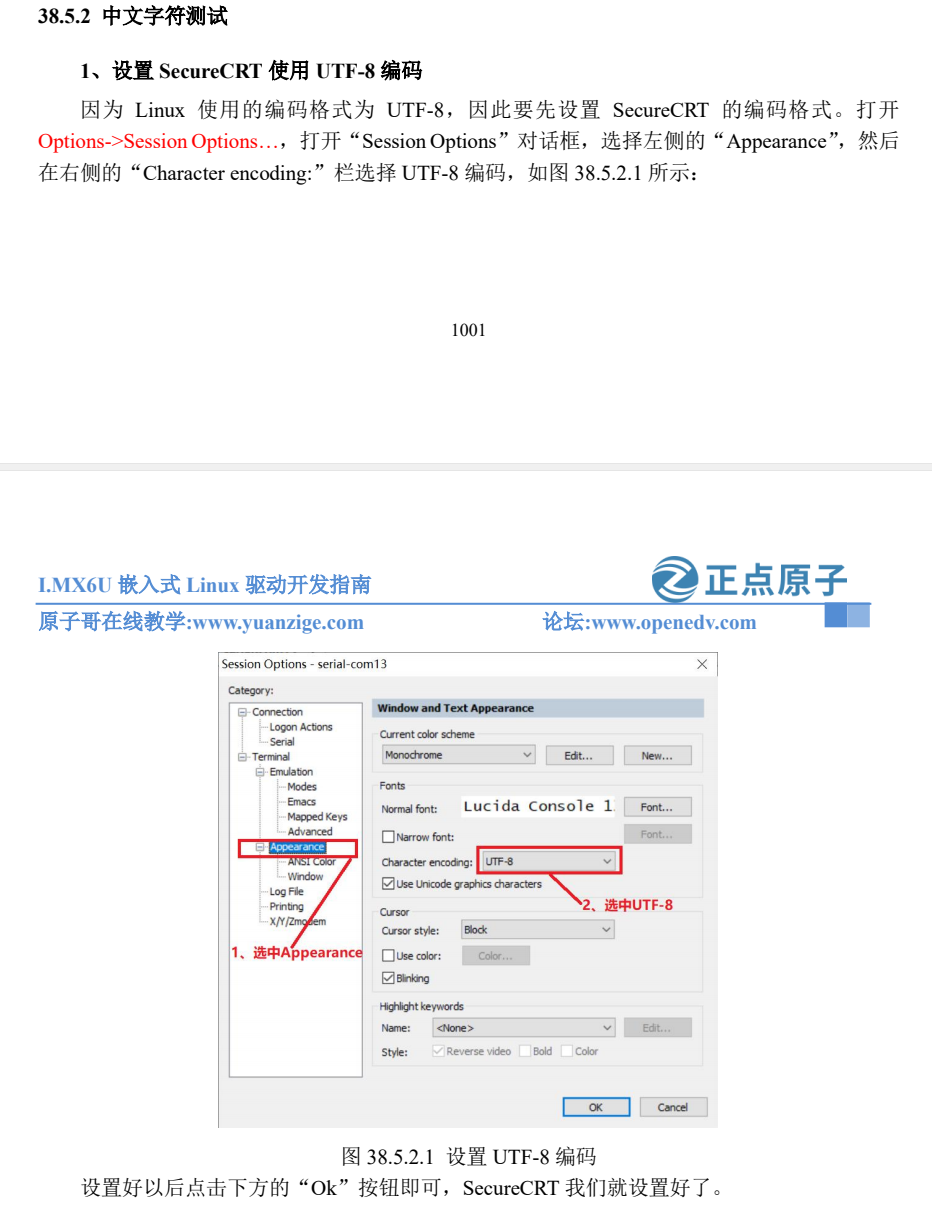 38.5.2 中文字符测试
1、设置 SecureCRT 使用 UTF-8 编码
因为 Linux 使用的编码格式为 UTF-8，因此要先设置 SecureCRT 的编码格式。打开
Options->Session Options…，打开“Session Options”对话框，选择左侧的“Appearance”，然后
在右侧的“Character encoding:”栏选择 UTF-8 编码，如图 38.5.2.1 所示：
1001
I.MX6U 嵌入式 Linux 驱动开发指南
正点原子
原子哥在线教学:www.yuanzige.com 论坛:www.openedv.com
Session Options - serial-com13
Category:
Connection
Logon Actions
Serial
Terminal
Emulation
Modes
Emacs
Mapped Keys
Advanced
Appearance
ANSI Color
Window
Log File
Printing
X/Y/Zmodem
1、选中Appearance
Window and Text Appearance
Current color scheme
Monochrome Edit... New...
Fonts
Normal font: Lucida Console 1 Font...
Narrow font: Font...
Character encoding: UTF-8
Use Unicode graphics characters
2、选中UTF-8
Cursor
Cursor style: Block
Use color: Color...
Blinking
Highlight keywords
Name: <None> Edit...
Style: Reverse video Bold Color
OK Cancel
图 38.5.2.1 设置 UTF-8 编码
设置好以后点击下方的“Ok”按钮即可，SecureCRT 我们就设置好了。